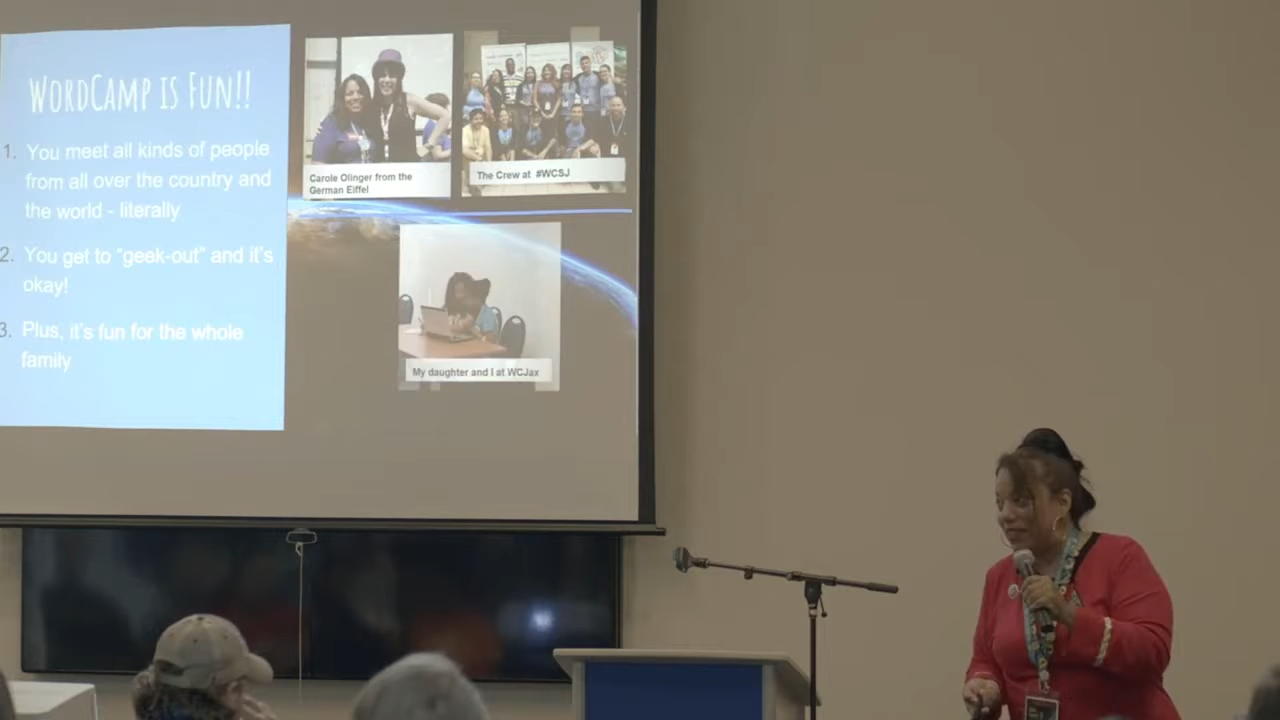 WordCamp is Fun!!
1. You meet all kinds of people
from all over the country and
the world - literally
2. You get to “geek-out” and it's
okay!
3. Plus, it's fun for the whole
family
Carole Olinger from the
German Eiffel
The Crew at #WCSJ
My daughter and I at WCJax